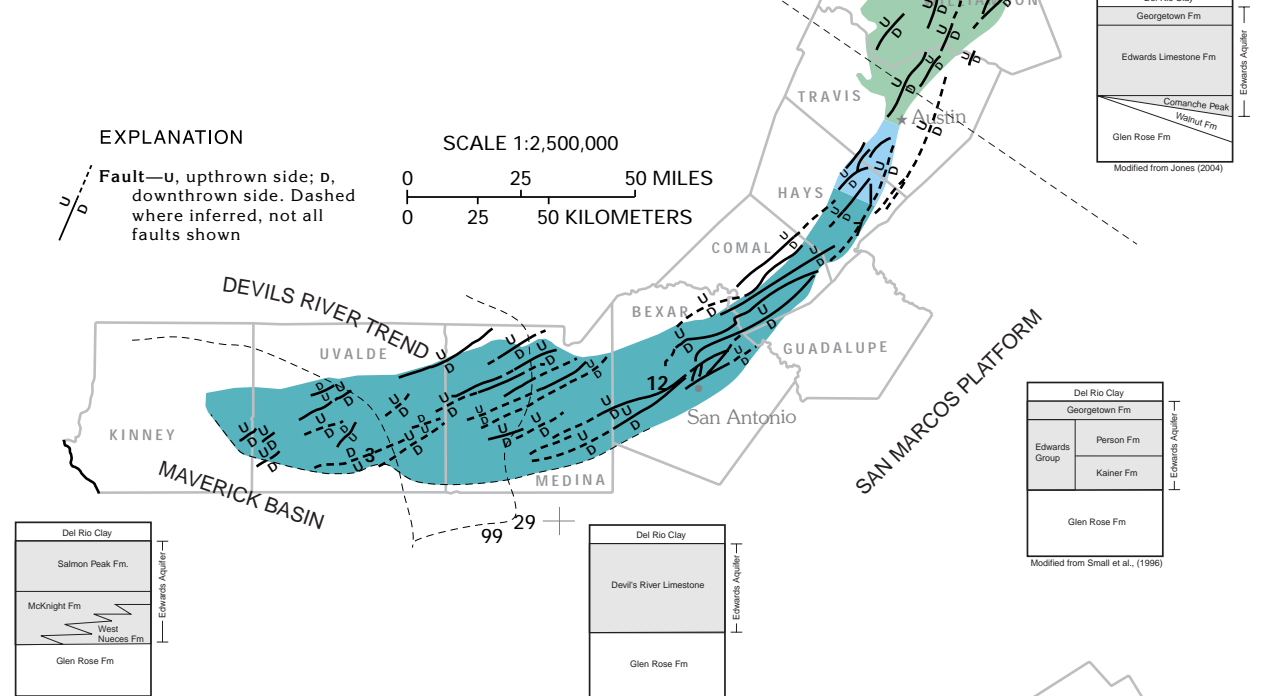 Del Rio Clay
Georgetown Fm
Edwards Limestone Fm
Comanche Peak
Walnut Fm
Glen Rose Fm
Edwards Aquifer
Modified from Jones (2004)
EXPLANATION
Fault—U, upthrown side; D,
downthrown side. Dashed
where inferred, not all
faults shown
U
D
SCALE 1:2,500,000
0 25 50 MILES
0 25 50 KILOMETERS
TRAVIS
Austin
HAYS
COMAL
BEXAR
GUADALUPE
UVALDE
KINNEY
MEDINA
San Antonio
DEVILS RIVER TREND
MAVERICK BASIN
SAN MARCOS PLATFORM
12
3
29
99
Del Rio Clay
Georgetown Fm
Edwards
Group
Person Fm
Kainer Fm
Glen Rose Fm
Edwards Aquifer
Modified from Small et al., (1996)
Del Rio Clay
Salmon Peak Fm.
McKnight Fm
West
Nueces Fm
Glen Rose Fm
Edwards Aquifer
Del Rio Clay
Devil's River Limestone
Glen Rose Fm
Edwards Aquifer